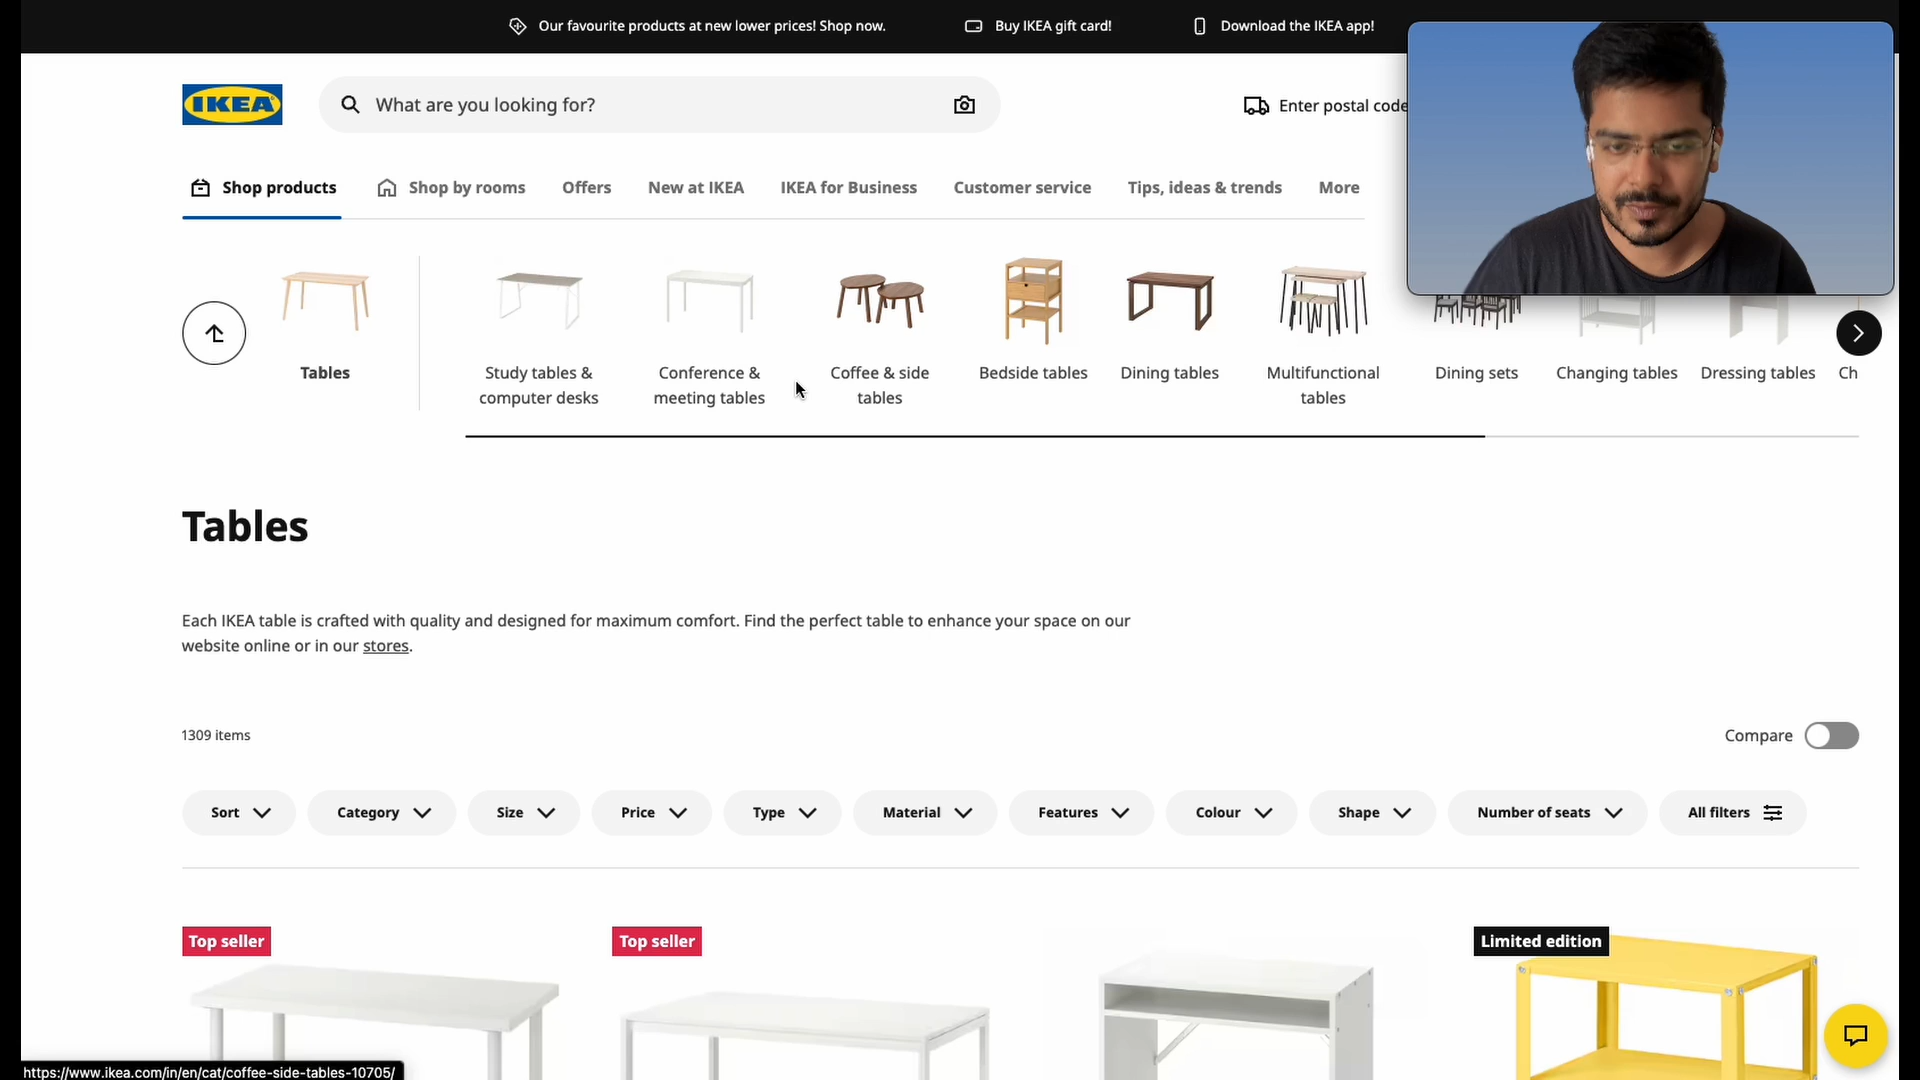 Our favourite products at new lower prices! Shop now.
Buy IKEA gift card!
Download the IKEA app!
IKEA
What are you looking for?
Enter postal code
Shop products
Shop by rooms
Offers
New at IKEA
IKEA for Business
Customer service
Tips, ideas & trends
More
Tables
Study tables &
computer desks
Conference &
meeting tables
Coffee & side
tables
Bedside tables
Dining tables
Multifunctional
tables
Dining sets
Changing tables
Dressing tables
Ch
Tables
Each IKEA table is crafted with quality and designed for maximum comfort. Find the perfect table to enhance your space on our
website online or in our stores.
1309 items
Compare
Sort
Category
Size
Price
Type
Material
Features
Colour
Shape
Number of seats
All filters
Top seller
Top seller
Limited edition
https://www.ikea.com/in/en/cat/coffee-side-tables-10705/